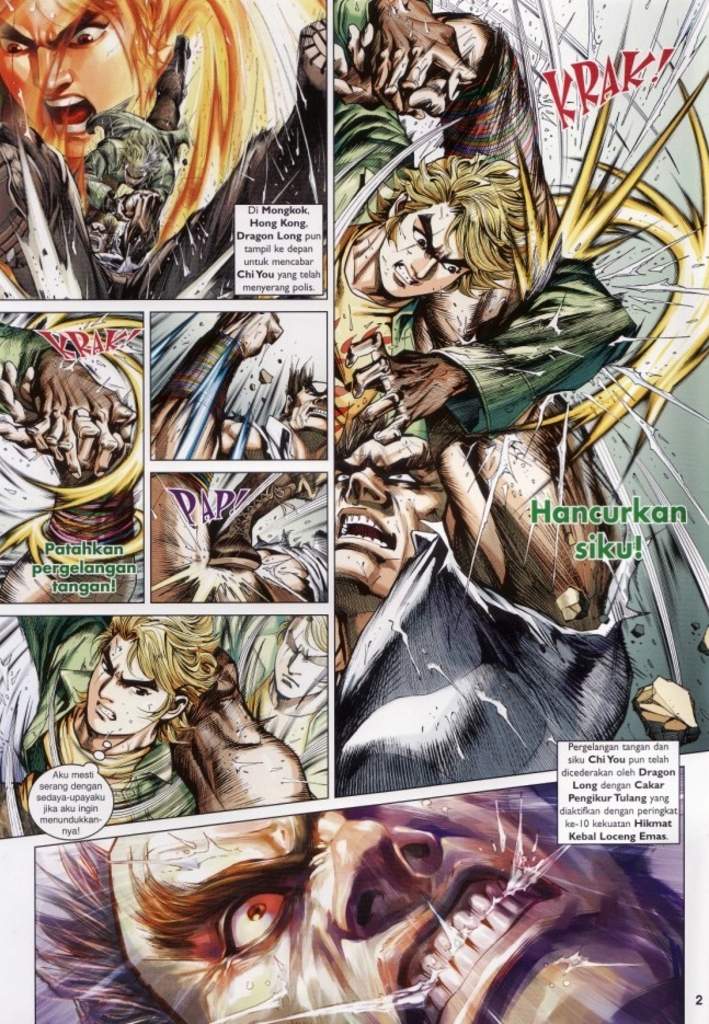 Di Mongkok,
Hong Kong,
Dragon Long pun
tampil ke depan
untuk mencabar
Chi You yang telah
menyerang polis.
KRAK!
Patahkan
pergelangan
tangan!
PAP!
KRAK!
Hancurkan
siku!
Aku mesti
serang dengan
sedaya-upayaku
jika aku ingin
menundukkan-
nya!
Pergelangan tangan dan
siku Chi You pun telah
dicederakan oleh Dragon
Long dengan Cakar
Pengikur Tulang yang
diaktifkan dengan peringkat
ke-10 kekuatan Hikmat
Kebal Loceng Emas.
2